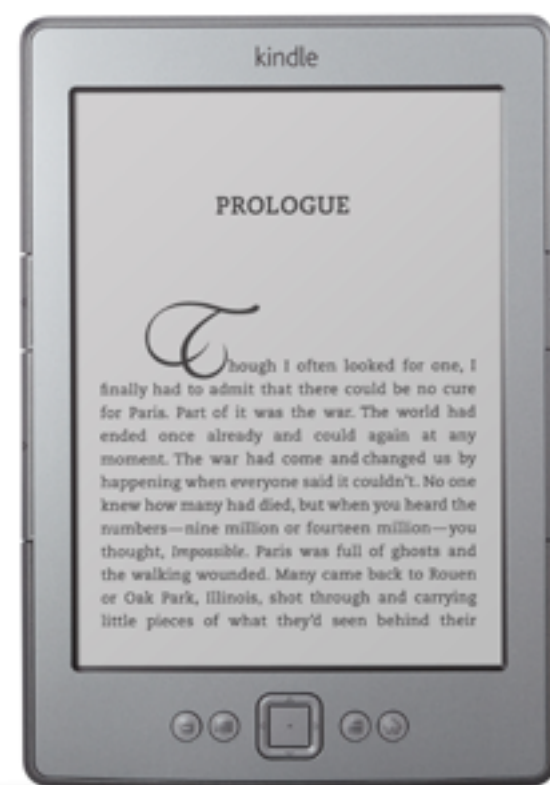 kindle
PROLOGUE
Though I often looked for one, I
finally had to admit that there could be no cure
for Paris. Part of it was the war. The world had
ended once already and could again at any
moment. The war had come and changed us by
happening when everyone said it couldn't. No one
knew how many had died, but when you heard the
numbers—nine million or fourteen million—you
thought, Impossible. Paris was full of ghosts and
the walking wounded. Many came back to Rouen
or Oak Park, Illinois, shot through and carrying
little pieces of what they'd seen behind their